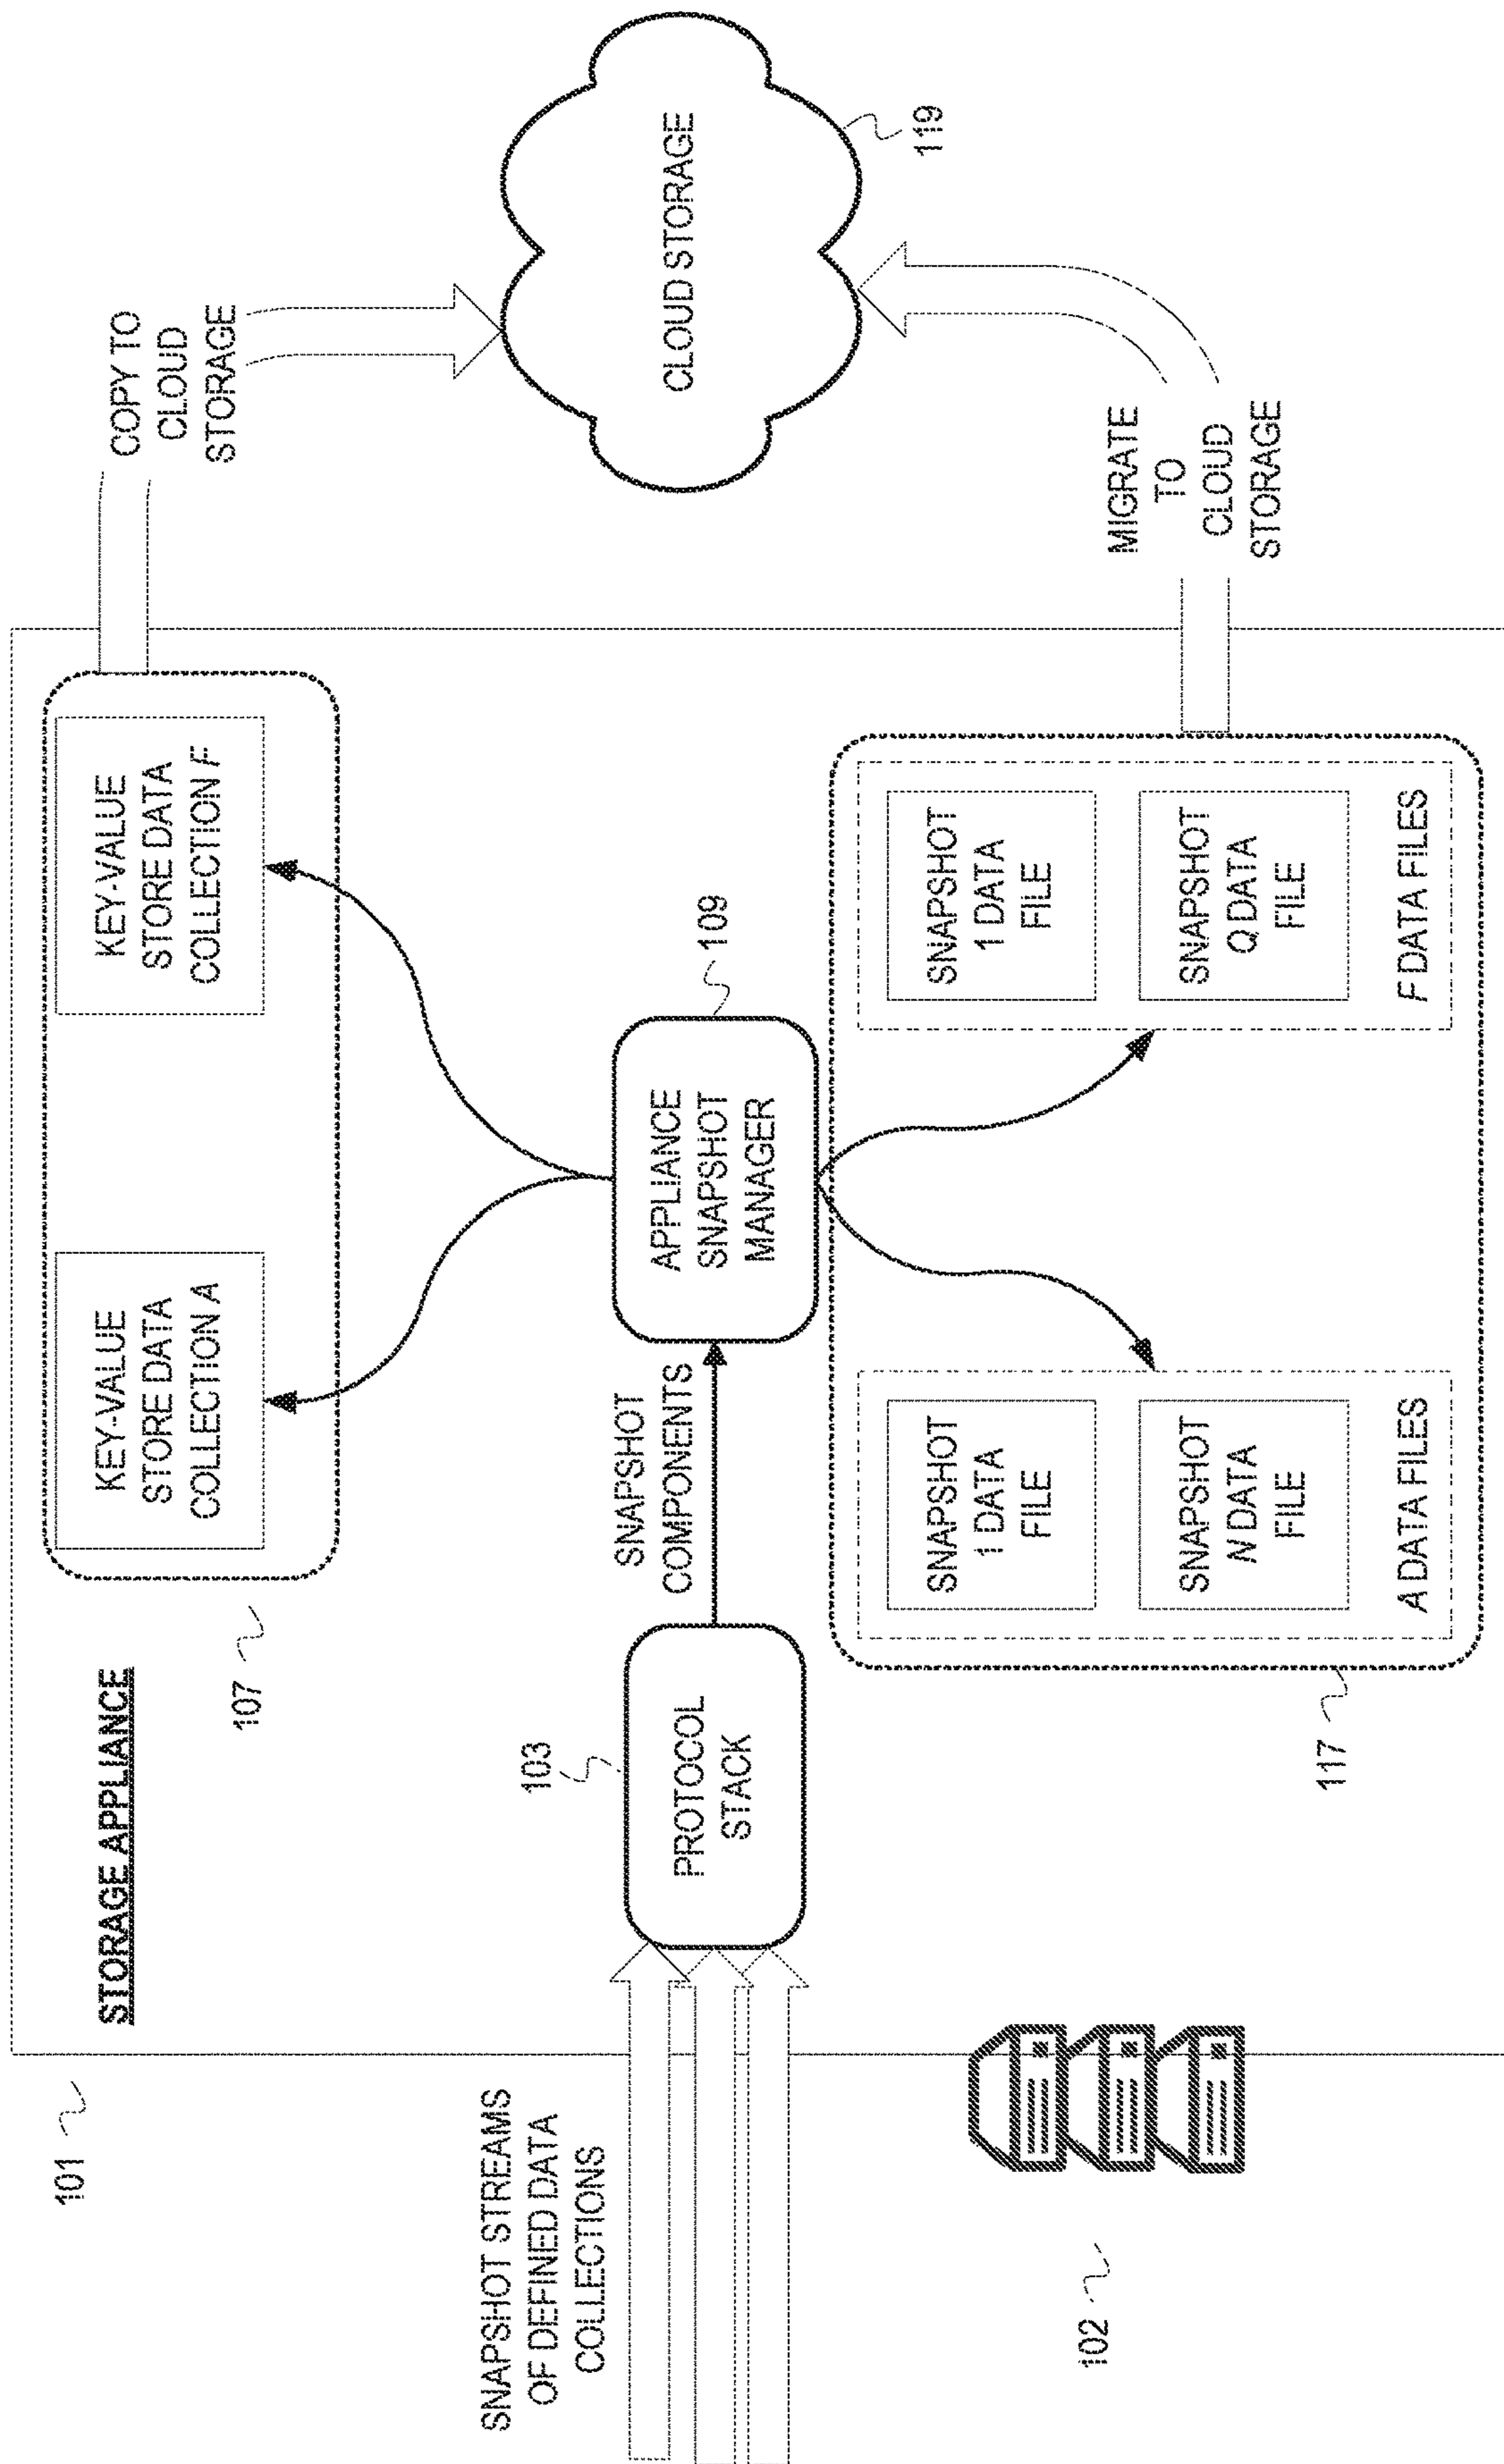 101
STORAGE APPLIANCE
107
KEY-VALUE
STORE DATA
COLLECTION A
KEY-VALUE
STORE DATA
COLLECTION F
COPY TO
CLOUD
STORAGE
SNAPSHOT STREAMS
OF DEFINED DATA
COLLECTIONS
103
PROTOCOL
STACK
SNAPSHOT
COMPONENTS
APPLIANCE
SNAPSHOT
MANAGER
109
CLOUD STORAGE
119
102
117
SNAPSHOT
1 DATA
FILE
SNAPSHOT
N DATA
FILE
A DATA FILES
SNAPSHOT
1 DATA
FILE
SNAPSHOT
Q DATA
FILE
F DATA FILES
MIGRATE
TO
CLOUD
STORAGE